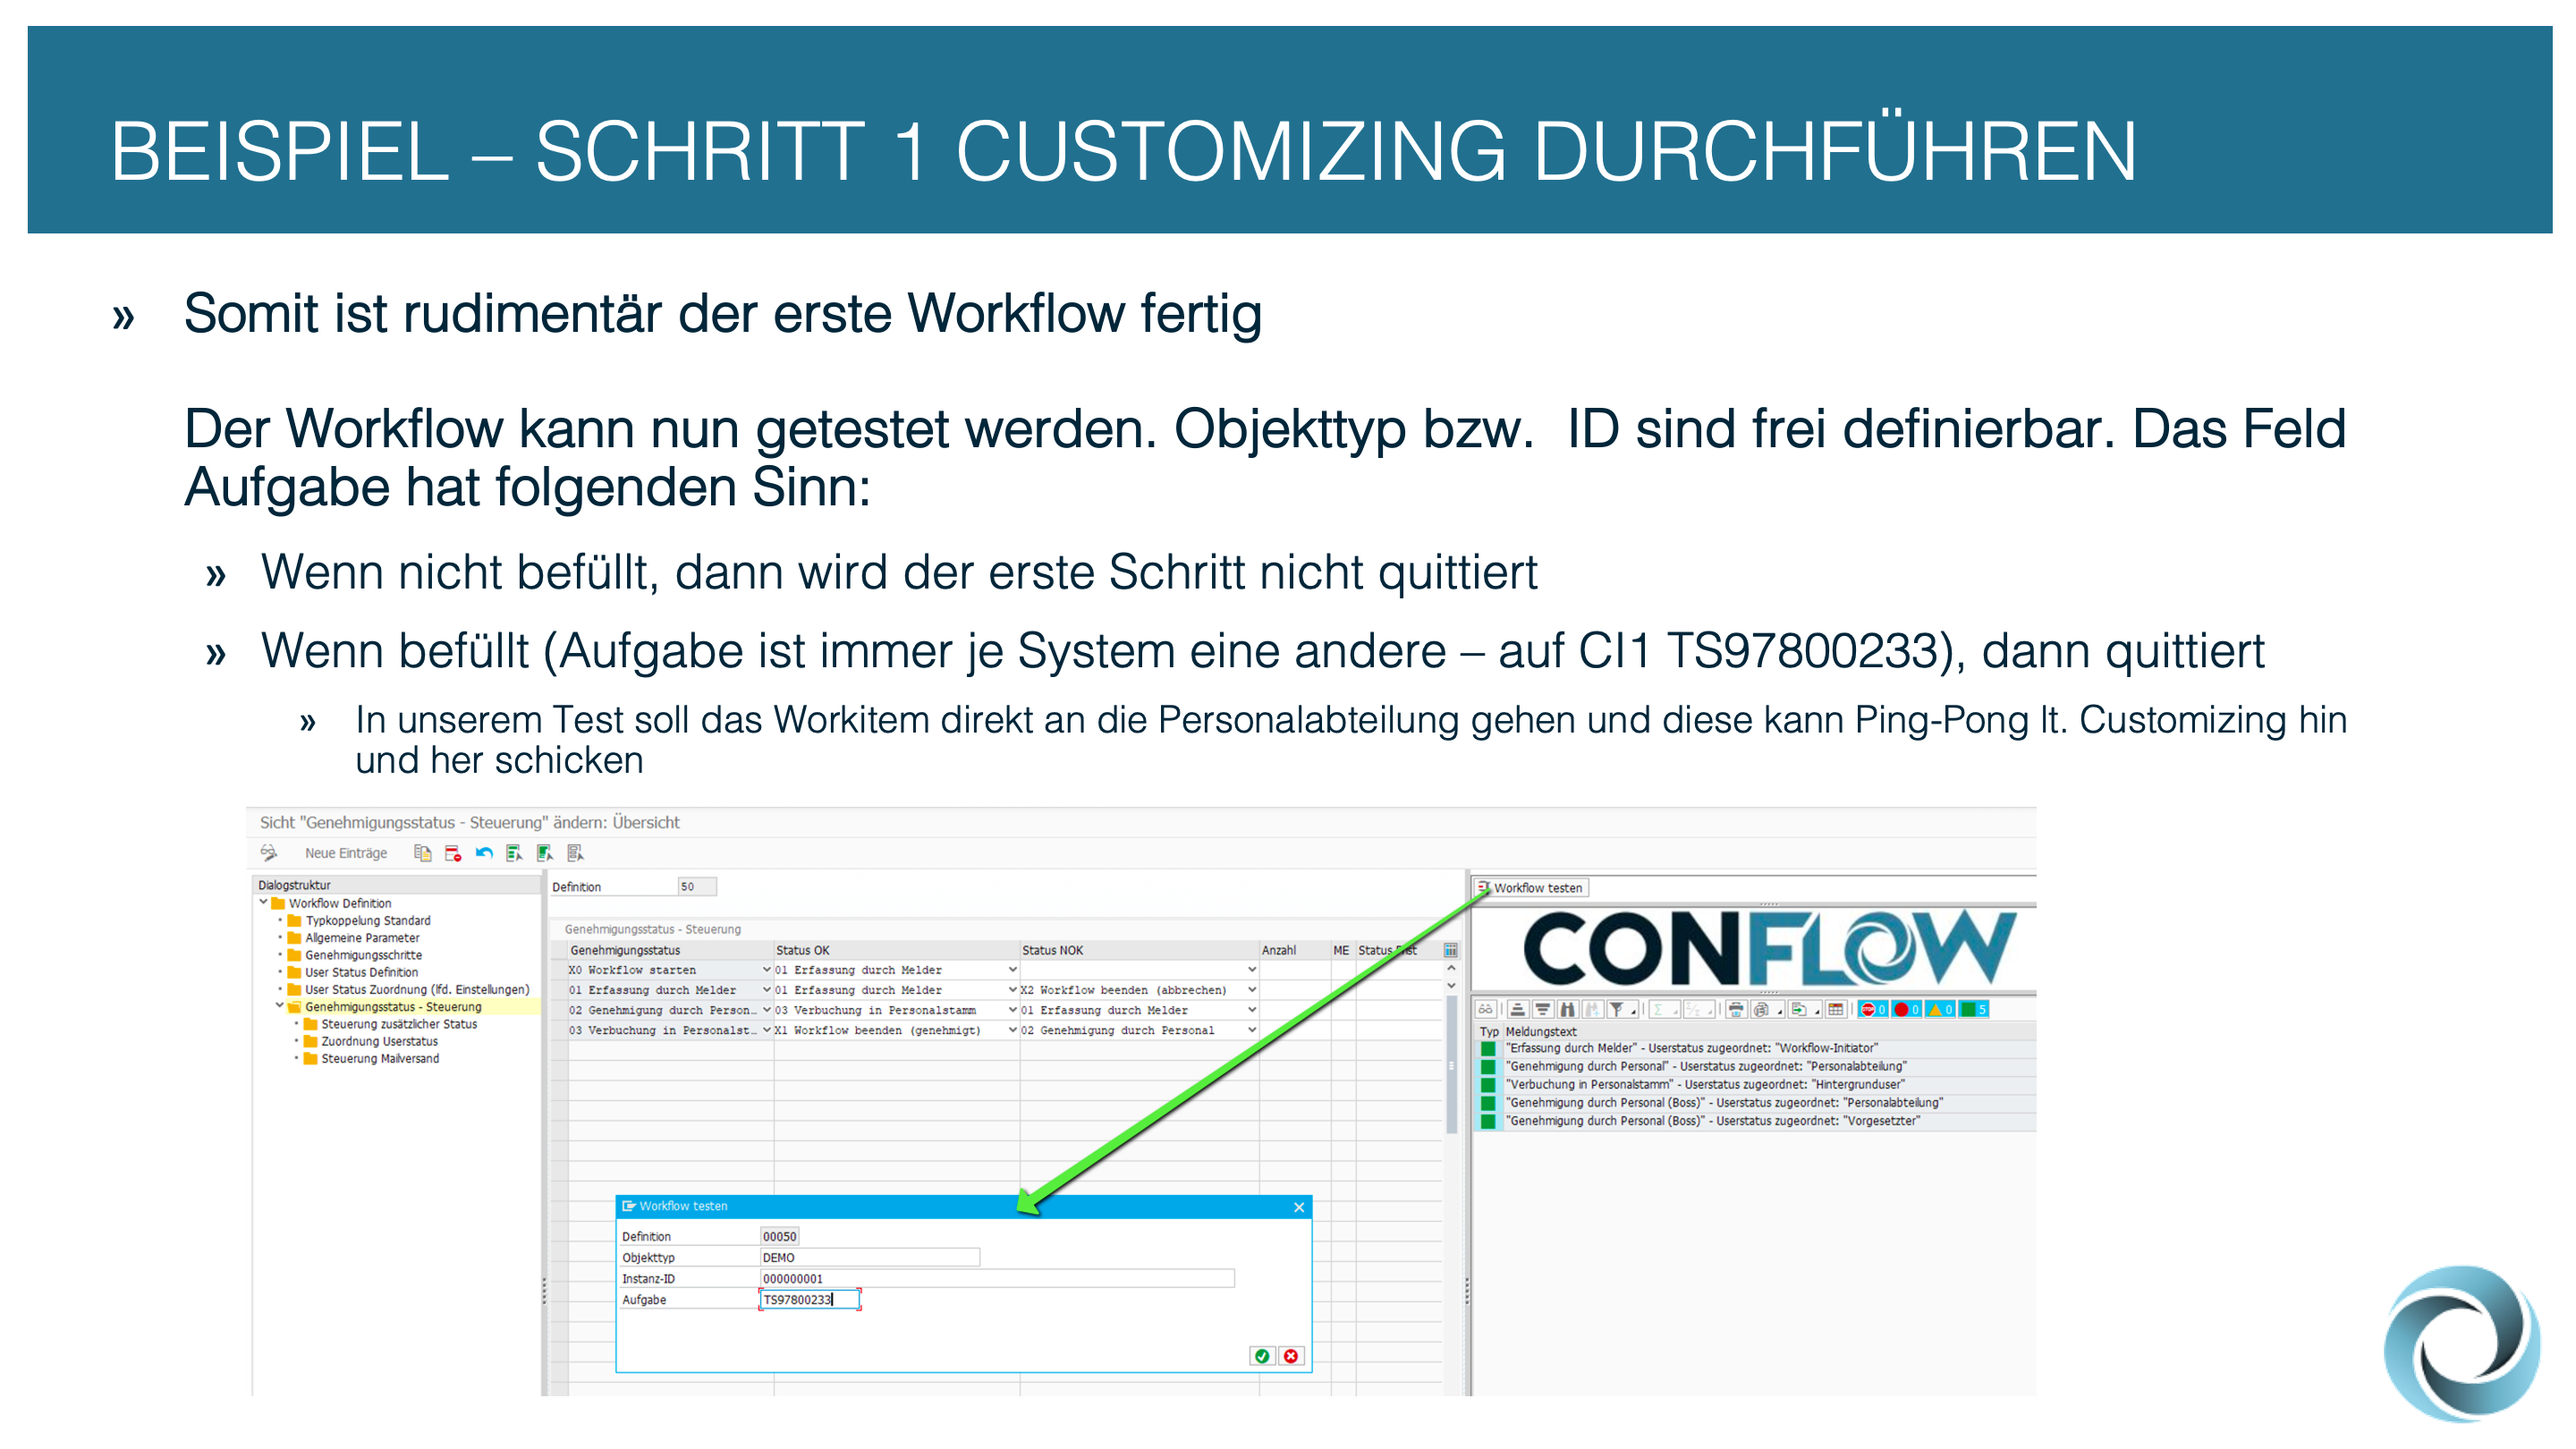 BEISPIEL – SCHRITT 1 CUSTOMIZING DURCHFÜHREN
» Somit ist rudimentär der erste Workflow fertig
Der Workflow kann nun getestet werden. Objekttyp bzw.  ID sind frei definierbar. Das Feld
Aufgabe hat folgenden Sinn:
» Wenn nicht befüllt, dann wird der erste Schritt nicht quittiert
» Wenn befüllt (Aufgabe ist immer je System eine andere – auf CI1 TS97800233), dann quittiert
» In unserem Test soll das Workitem direkt an die Personalabteilung gehen und diese kann Ping-Pong lt. Customizing hin
und her schicken
Sicht "Genehmigungsstatus - Steuerung" ändern: Übersicht
Neue Einträge
Dialogstruktur
Workflow Definition
Typkoppelung Standard
Allgemeine Parameter
Genehmigungsschritte
User Status Definition
User Status Zuordnung (lfd. Einstellungen)
Genehmigungsstatus - Steuerung
Steuerung zusätzlicher Status
Zuordnung Userstatus
Steuerung Mailversand
Definition 50
Genehmigungsstatus - Steuerung
Genehmigungsstatus Status OK Status NOK Anzahl ME Status
X0 Workflow starten 01 Erfassung durch Melder
01 Erfassung durch Melder 01 Erfassung durch Melder X2 Workflow beenden (abbrechen)
02 Genehmigung durch Person… 03 Verbuchung in Personalstamm 01 Erfassung durch Melder
03 Verbuchung in Personalst… X1 Workflow beenden (genehmigt) 02 Genehmigung durch Personal
Workflow testen
CONFLOW
0 0 0 5
Typ Meldungstext
"Erfassung durch Melder" - Userstatus zugeordnet: "Workflow-Initiator"
"Genehmigung durch Personal" - Userstatus zugeordnet: "Personalabteilung"
"Verbuchung in Personalstamm" - Userstatus zugeordnet: "Hintergrunduser"
"Genehmigung durch Personal (Boss)" - Userstatus zugeordnet: "Personalabteilung"
"Genehmigung durch Personal (Boss)" - Userstatus zugeordnet: "Vorgesetzter"
Workflow testen
Definition 00050
Objekttyp DEMO
Instanz-ID 000000001
Aufgabe TS97800233